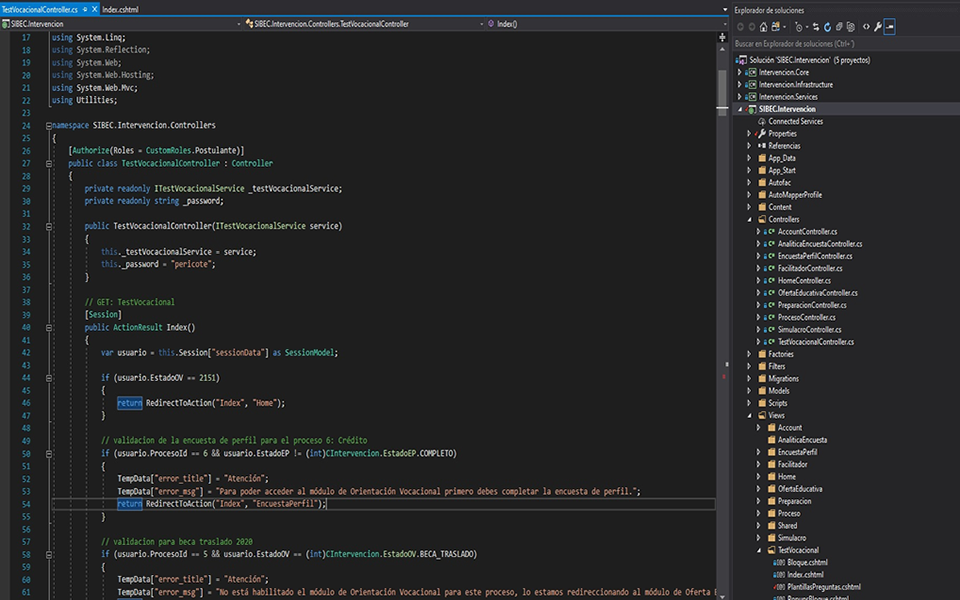 TestVocacionalController.cs
Index.cshtml
SIBEC.Intervencion
SIBEC.Intervencion.Controllers.TestVocacionalController
Index()
17 using System.Linq;
18 using System.Reflection;
19 using System.Web;
20 using System.Web.Hosting;
21 using System.Web.Mvc;
22 using Utilities;
23
24 namespace SIBEC.Intervencion.Controllers
25 {
26 [Authorize(Roles = CustomRoles.Postulante)]
27 public class TestVocacionalController : Controller
28 {
29 private readonly ITestVocacionalService _testVocacionalService;
30 private readonly string _password;
31
32 public TestVocacionalController(ITestVocacionalService service)
33 {
34 this._testVocacionalService = service;
35 this._password = "pericote";
36 }
37
38 // GET: TestVocacional
39 [Session]
40 public ActionResult Index()
41 {
42 var usuario = this.Session["sessionData"] as SessionModel;
43
44 if (usuario.EstadoOV == 2151)
45 {
46 return RedirectToAction("Index", "Home");
47 }
48
49 // validacion de la encuesta de perfil para el proceso 6: Crédito
50 if (usuario.ProcesoId == 6 && usuario.EstadoEP != (int)CIntervencion.EstadoEP.COMPLETO)
51 {
52 TempData["error_title"] = "Atención";
53 TempData["error_msg"] = "Para poder acceder al módulo de Orientación Vocacional primero debes completar la encuesta de perfil.";
54 return RedirectToAction("Index", "EncuestaPerfil");
55 }
56
57 // validacion para beca traslado 2020
58 if (usuario.ProcesoId == 5 && usuario.EstadoOV == (int)CIntervencion.EstadoOV.BECA_TRASLADO)
59 {
60 TempData["error_title"] = "Atención";
61 TempData["error_msg"] = "No está habilitado el módulo de Orientación Vocacional para este proceso, lo estamos redireccionando al módulo de Oferta E
Explorador de soluciones
Buscar en Explorador de soluciones (Ctrl+´)
Solución "SIBEC.Intervencion" (5 proyectos)
Intervencion.Core
Intervencion.Infrastructure
Intervencion.Services
SIBEC.Intervencion
Connected Services
Properties
References
App_Data
App_Start
Autofac
AutoMapperProfile
Content
Controllers
AccountController.cs
AnaliticaEncuestaController.cs
EncuestaPerfilController.cs
FacilitadorController.cs
HomeController.cs
OfertaEducativaController.cs
PreparacionController.cs
ProcesoController.cs
SimulacroController.cs
TestVocacionalController.cs
Factories
Filters
Migrations
Models
Scripts
Views
Account
AnaliticaEncuesta
EncuestaPerfil
Facilitador
Home
OfertaEducativa
Preparacion
Proceso
Shared
Simulacro
TestVocacional
Bloque.cshtml
Index.cshtml
PlantillasPreguntas.cshtml